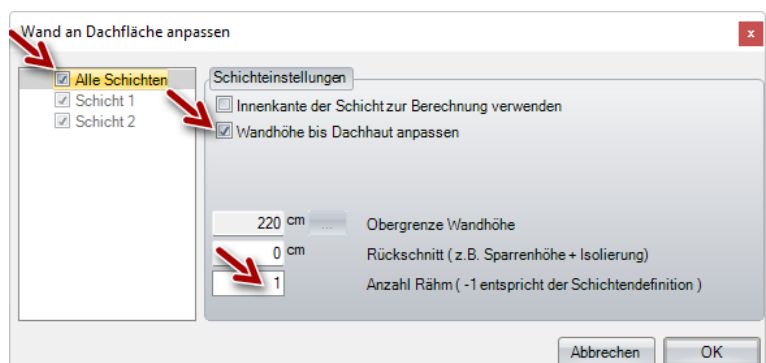 Wand an Dachfläche anpassen
x
Alle Schichten
Schicht 1
Schicht 2
Schichteinstellungen
Innenkante der Schicht zur Berechnung verwenden
Wandhöhe bis Dachhaut anpassen
220 cm ... Obergrenze Wandhöhe
0 cm Rückschnitt ( z.B. Sparrenhöhe + Isolierung)
1 Anzahl Rähm ( -1 entspricht der Schichtendefinition )
Abbrechen OK